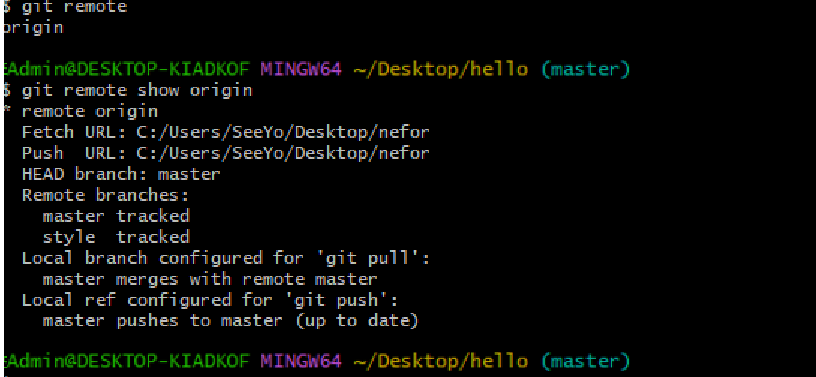 $ git remote
origin
Admin@DESKTOP-KIADKOF MINGW64 ~/Desktop/hello (master)
$ git remote show origin
* remote origin
  Fetch URL: C:/Users/SeeYo/Desktop/nefor
  Push  URL: C:/Users/SeeYo/Desktop/nefor
  HEAD branch: master
  Remote branches:
    master tracked
    style  tracked
  Local branch configured for 'git pull':
    master merges with remote master
  Local ref configured for 'git push':
    master pushes to master (up to date)
Admin@DESKTOP-KIADKOF MINGW64 ~/Desktop/hello (master)